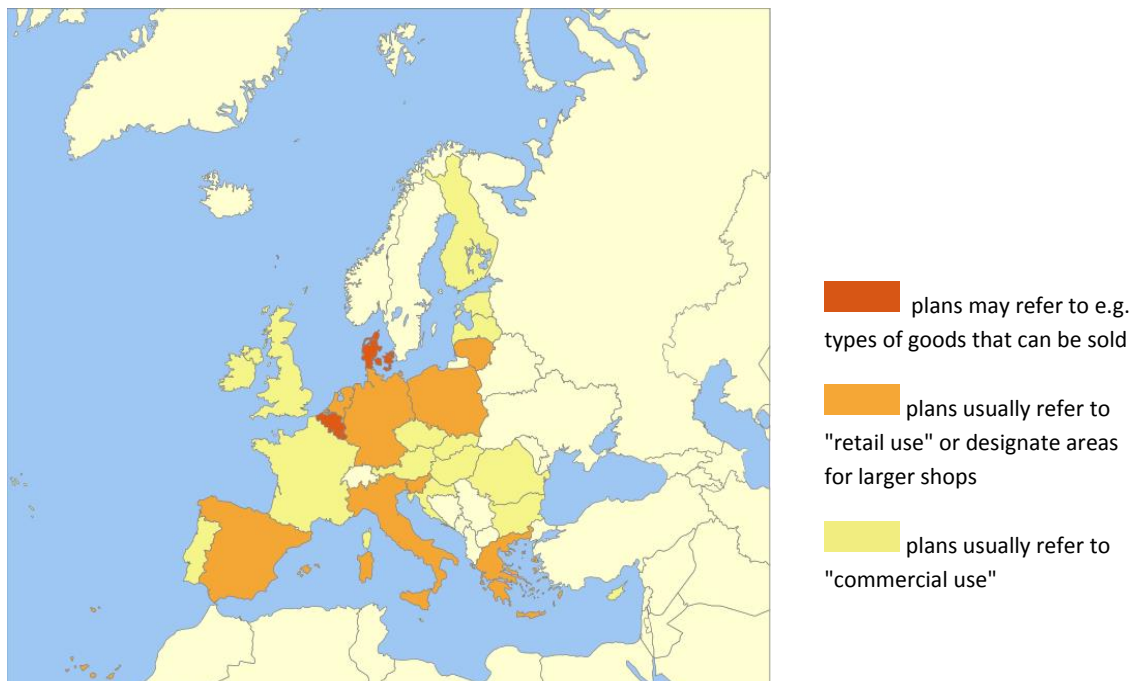 plans may refer to e.g.
types of goods that can be sold
plans usually refer to
"retail use" or designate areas
for larger shops
plans usually refer to
"commercial use"